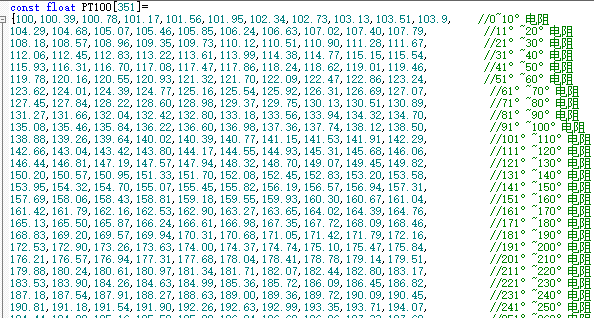 const float PT100[351]=
{100,100.39,100.78,101.17,101.56,101.95,102.34,102.73,103.13,103.51,103.9, //0~10° 电阻
104.29,104.68,105.07,105.46,105.85,106.24,106.63,107.02,107.40,107.79, //11° ~20° 电阻
108.18,108.57,108.96,109.35,109.73,110.12,110.51,110.90,111.28,111.67, //21° ~30° 电阻
112.06,112.45,112.83,113.22,113.61,113.99,114.38,114.77,115.15,115.54, //31° ~40° 电阻
115.93,116.31,116.70,117.08,117.47,117.86,118.24,118.62,119.01,119.46, //41° ~50° 电阻
119.78,120.16,120.55,120.93,121.32,121.70,122.09,122.47,122.86,123.24, //51° ~60° 电阻
123.62,124.01,124.39,124.77,125.16,125.54,125.92,126.31,126.69,127.07, //61° ~70° 电阻
127.45,127.84,128.22,128.60,128.98,129.37,129.75,130.13,130.51,130.89, //71° ~80° 电阻
131.27,131.66,132.04,132.42,132.80,133.18,133.56,133.94,134.32,134.70, //81° ~90° 电阻
135.08,135.46,135.84,136.22,136.60,136.98,137.36,137.74,138.12,138.50, //91° ~100° 电阻
138.88,139.26,139.64,140.02,140.39,140.77,141.15,141.53,141.91,142.29, //101° ~110° 电阻
142.66,143.04,143.42,143.80,144.17,144.55,144.93,145.31,145.68,146.06, //111° ~120° 电阻
146.44,146.81,147.19,147.57,147.94,148.32,148.70,149.07,149.45,149.82, //121° ~130° 电阻
150.20,150.57,150.95,151.33,151.70,152.08,152.45,152.83,153.20,153.58, //131° ~140° 电阻
153.95,154.32,154.70,155.07,155.45,155.82,156.19,156.57,156.94,157.31, //141° ~150° 电阻
157.69,158.06,158.43,158.81,159.18,159.55,159.93,160.30,160.67,161.04, //151° ~160° 电阻
161.42,161.79,162.16,162.53,162.90,163.27,163.65,164.02,164.39,164.76, //161° ~170° 电阻
165.13,165.50,165.87,166.24,166.61,166.98,167.35,167.72,168.09,168.46, //171° ~180° 电阻
168.83,169.20,169.57,169.94,170.31,170.68,171.05,171.42,171.79,172.16, //181° ~190° 电阻
172.53,172.90,173.26,173.63,174.00,174.37,174.74,175.10,175.47,175.84, //191° ~200° 电阻
176.21,176.57,176.94,177.31,177.68,178.04,178.41,178.78,179.14,179.51, //201° ~210° 电阻
179.88,180.24,180.61,180.97,181.34,181.71,182.07,182.44,182.80,183.17, //211° ~220° 电阻
183.53,183.90,184.26,184.63,184.99,185.36,185.72,186.09,186.45,186.82, //221° ~230° 电阻
187.18,187.54,187.91,188.27,188.63,189.00,189.36,189.72,190.09,190.45, //231° ~240° 电阻
190.81,191.18,191.54,191.90,192.26,192.63,192.99,193.35,193.71,194.07, //241° ~250° 电阻